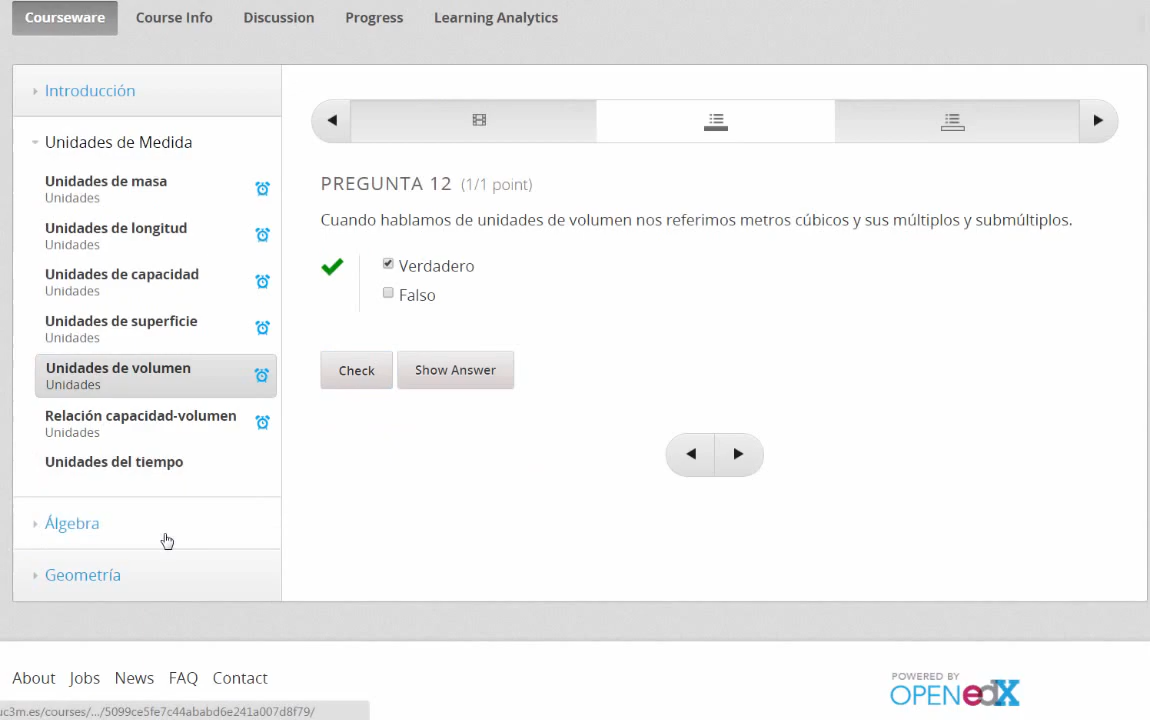 Courseware
Course Info
Discussion
Progress
Learning Analytics
Introducción
Unidades de Medida
Unidades de masa
Unidades
Unidades de longitud
Unidades
Unidades de capacidad
Unidades
Unidades de superficie
Unidades
Unidades de volumen
Unidades
Relación capacidad-volumen
Unidades
Unidades del tiempo
Álgebra
Geometría
PREGUNTA 12 (1/1 point)
Cuando hablamos de unidades de volumen nos referimos metros cúbicos y sus múltiplos y submúltiplos.
Verdadero
Falso
Check
Show Answer
About
Jobs
News
FAQ
Contact
POWERED BY
OPEN edX
uc3m.es/courses/.../5099ce5fe7c44ababd6e241a007d8f79/